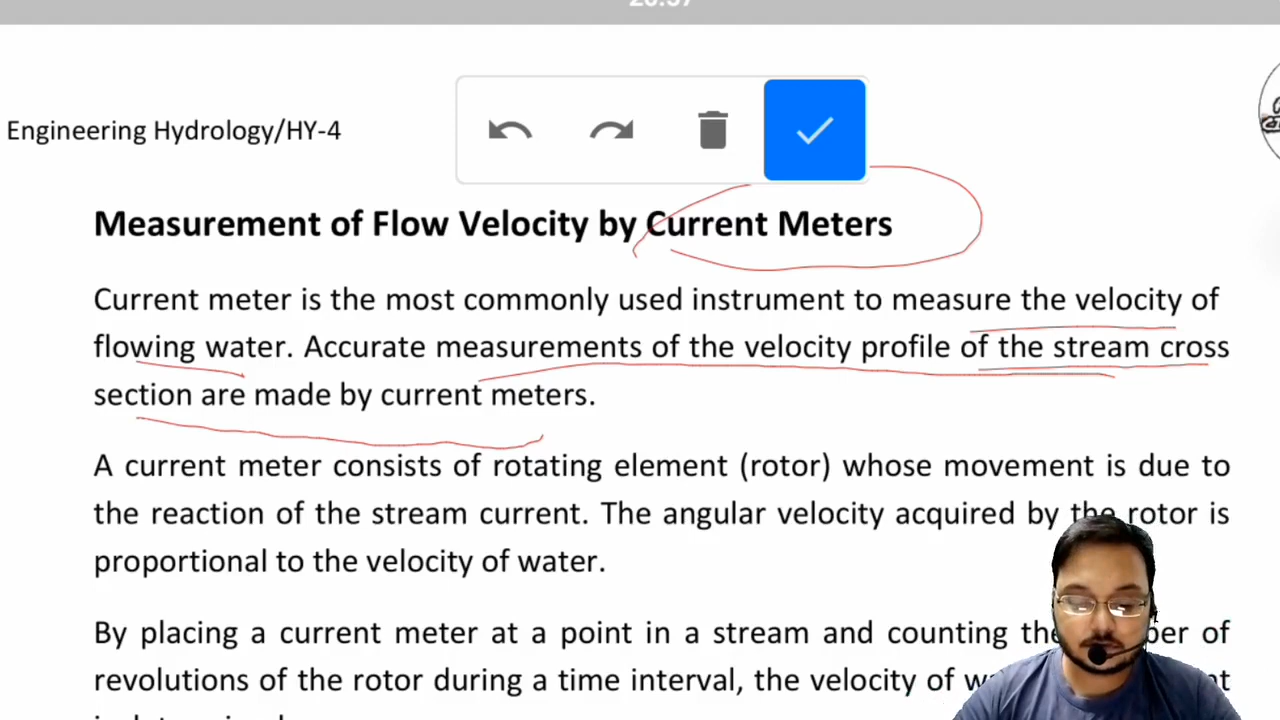 Engineering Hydrology/HY-4
Measurement of Flow Velocity by Current Meters
Current meter is the most commonly used instrument to measure the velocity of
flowing water. Accurate measurements of the velocity profile of the stream cross
section are made by current meters.
A current meter consists of rotating element (rotor) whose movement is due to
the reaction of the stream current. The angular velocity acquired by the rotor is
proportional to the velocity of water.
By placing a current meter at a point in a stream and counting the of
revolutions of the rotor during a time interval, the velocity of